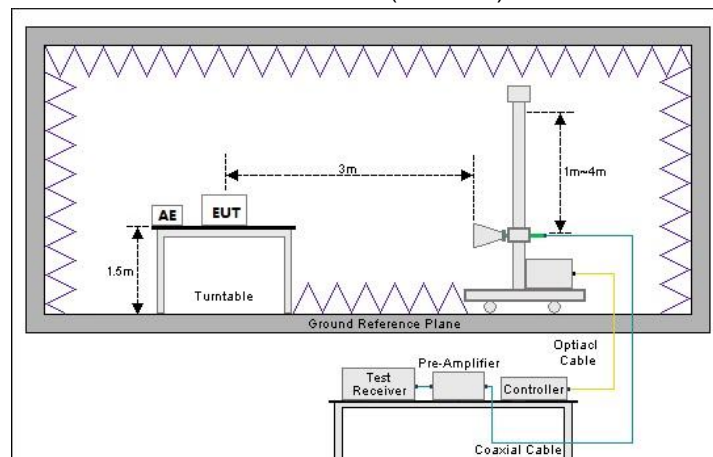 3m
1m~4m
AE
EUT
1.5m
Turntable
Ground Reference Plane
Optiacl
Cable
Pre-Amplifier
Test
Receiver
Controller
Coaxial Cable